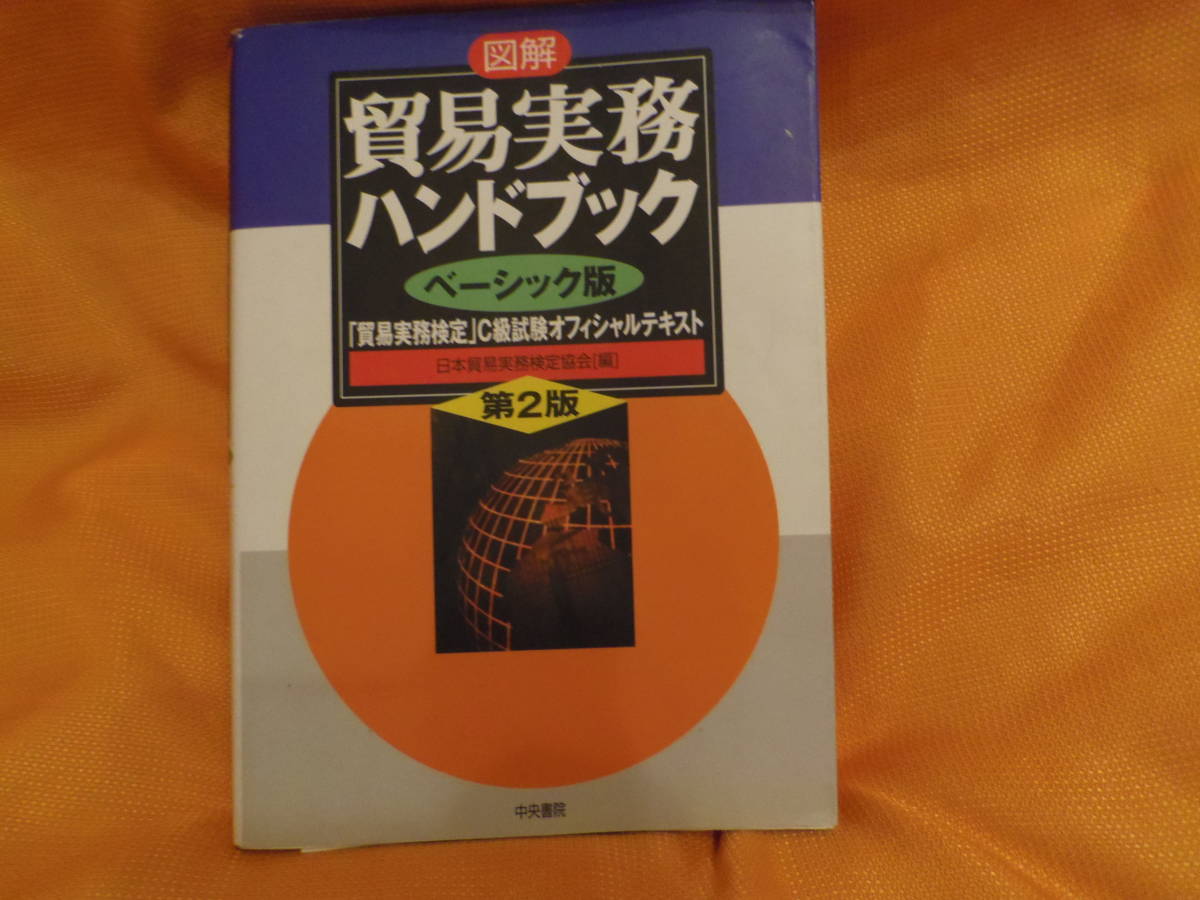 図解
貿易実務
ハンドブック
ベーシック版
「貿易実務検定」C級試験オフィシャルテキスト
日本貿易実務検定協会[編]
第2版
中央書院